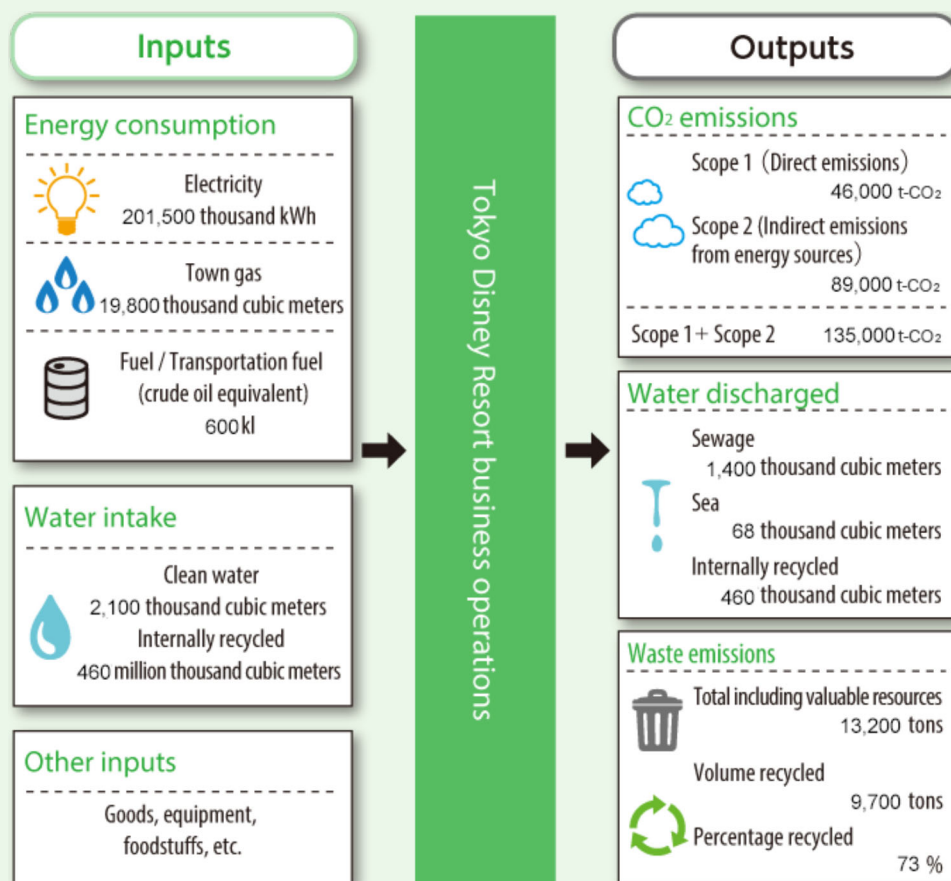 Inputs
Energy consumption
Electricity
201,500 thousand kWh
Town gas
19,800 thousand cubic meters
Fuel / Transportation fuel
(crude oil equivalent)
600 kl
Water intake
Clean water
2,100 thousand cubic meters
Internally recycled
460 million thousand cubic meters
Other inputs
Goods, equipment,
foodstuffs, etc.
Tokyo Disney Resort business operations
Outputs
CO2 emissions
Scope 1 (Direct emissions)
46,000 t-CO2
Scope 2 (Indirect emissions
from energy sources)
89,000 t-CO2
Scope 1+ Scope 2 135,000 t-CO2
Water discharged
Sewage
1,400 thousand cubic meters
Sea
68 thousand cubic meters
Internally recycled
460 thousand cubic meters
Waste emissions
Total including valuable resources
13,200 tons
Volume recycled
9,700 tons
Percentage recycled
73 %